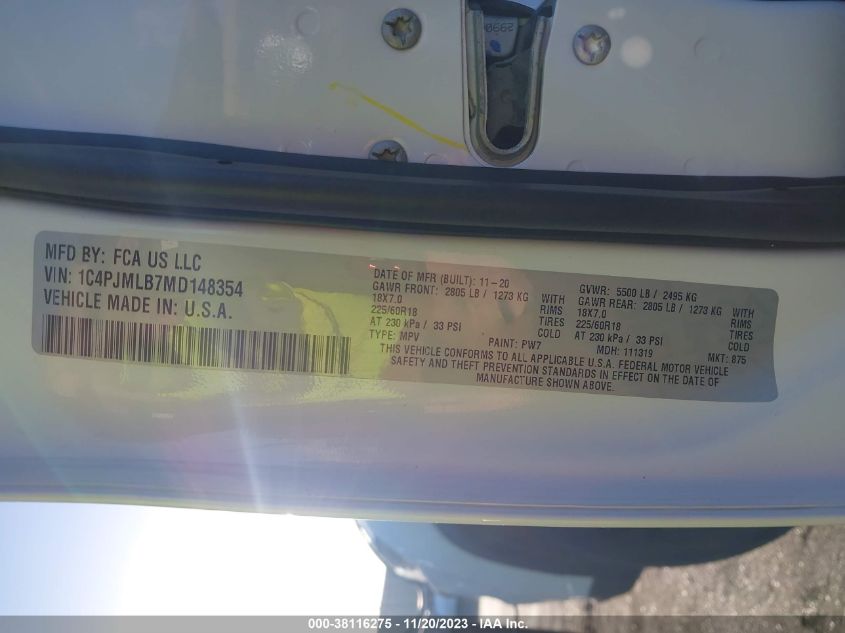 2990
MFD BY: FCA US LLC
VIN: 1C4PJMLB7MD148354
VEHICLE MADE IN: U.S.A.
DATE OF MFR (BUILT): 11-20
GAWR FRONT: 2805 LB / 1273 KG WITH
18X7.0 RIMS
225/60R18 TIRES
AT 230 kPa / 33 PSI COLD
TYPE: MPV PAINT: PW7
GVWR: 5500 LB / 2495 KG
GAWR REAR: 2805 LB / 1273 KG WITH
18X7.0 RIMS
225/60R18 TIRES
AT 230 kPa / 33 PSI COLD
MDH: 111319 MKT: 875
THIS VEHICLE CONFORMS TO ALL APPLICABLE U.S.A. FEDERAL MOTOR VEHICLE
SAFETY AND THEFT PREVENTION STANDARDS IN EFFECT ON THE DATE OF
MANUFACTURE SHOWN ABOVE.
000-38116275 - 11/20/2023 - IAA Inc.